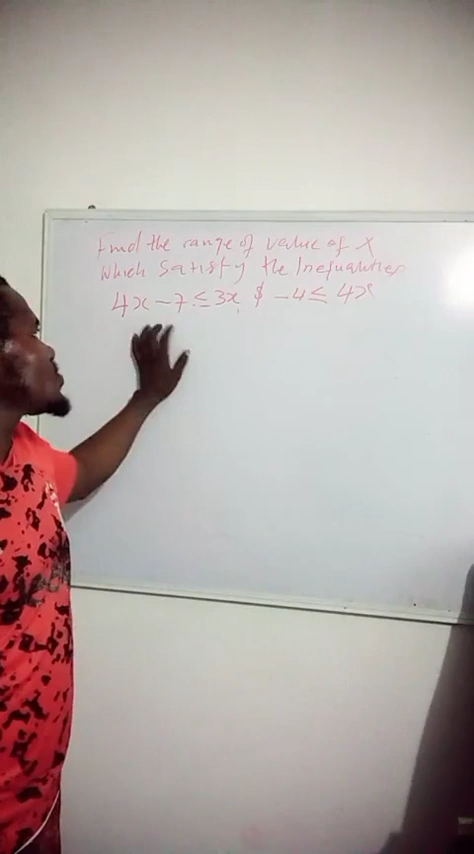 Find the range of value of x
which satisfy the Inequalities
4x - 7 ≤ 3x & -4 ≤ 4x